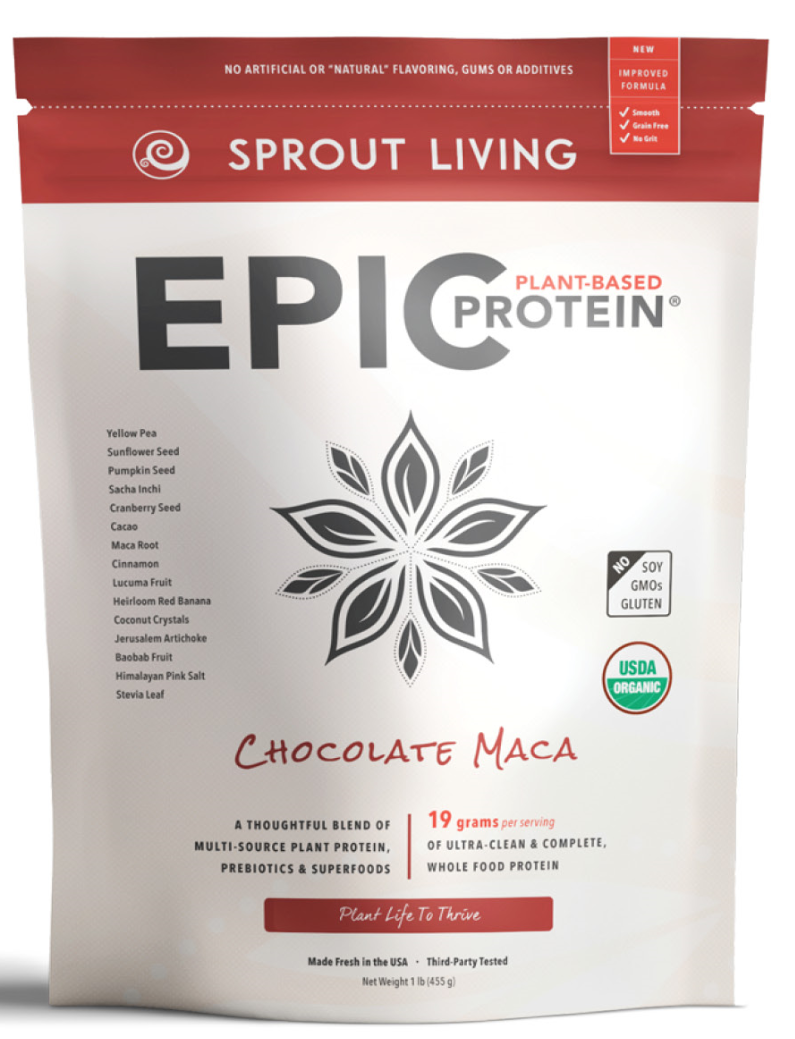 NO ARTIFICIAL OR "NATURAL" FLAVORING, GUMS OR ADDITIVES
NEW
IMPROVED
FORMULA
Smooth
Grain Free
No Grit
SPROUT LIVING
EPIC
PLANT-BASED
PROTEIN®
Yellow Pea
Sunflower Seed
Pumpkin Seed
Sacha Inchi
Cranberry Seed
Cacao
Maca Root
Cinnamon
Lucuma Fruit
Heirloom Red Banana
Coconut Crystals
Jerusalem Artichoke
Baobab Fruit
Himalayan Pink Salt
Stevia Leaf
NO SOY
GMOs
GLUTEN
USDA
ORGANIC
CHOCOLATE MACA
A THOUGHTFUL BLEND OF
MULTI-SOURCE PLANT PROTEIN,
PREBIOTICS & SUPERFOODS
19 grams per serving
OF ULTRA-CLEAN & COMPLETE,
WHOLE FOOD PROTEIN
Plant Life To Thrive
Made Fresh in the USA · Third-Party Tested
Net Weight 1 lb (455 g)